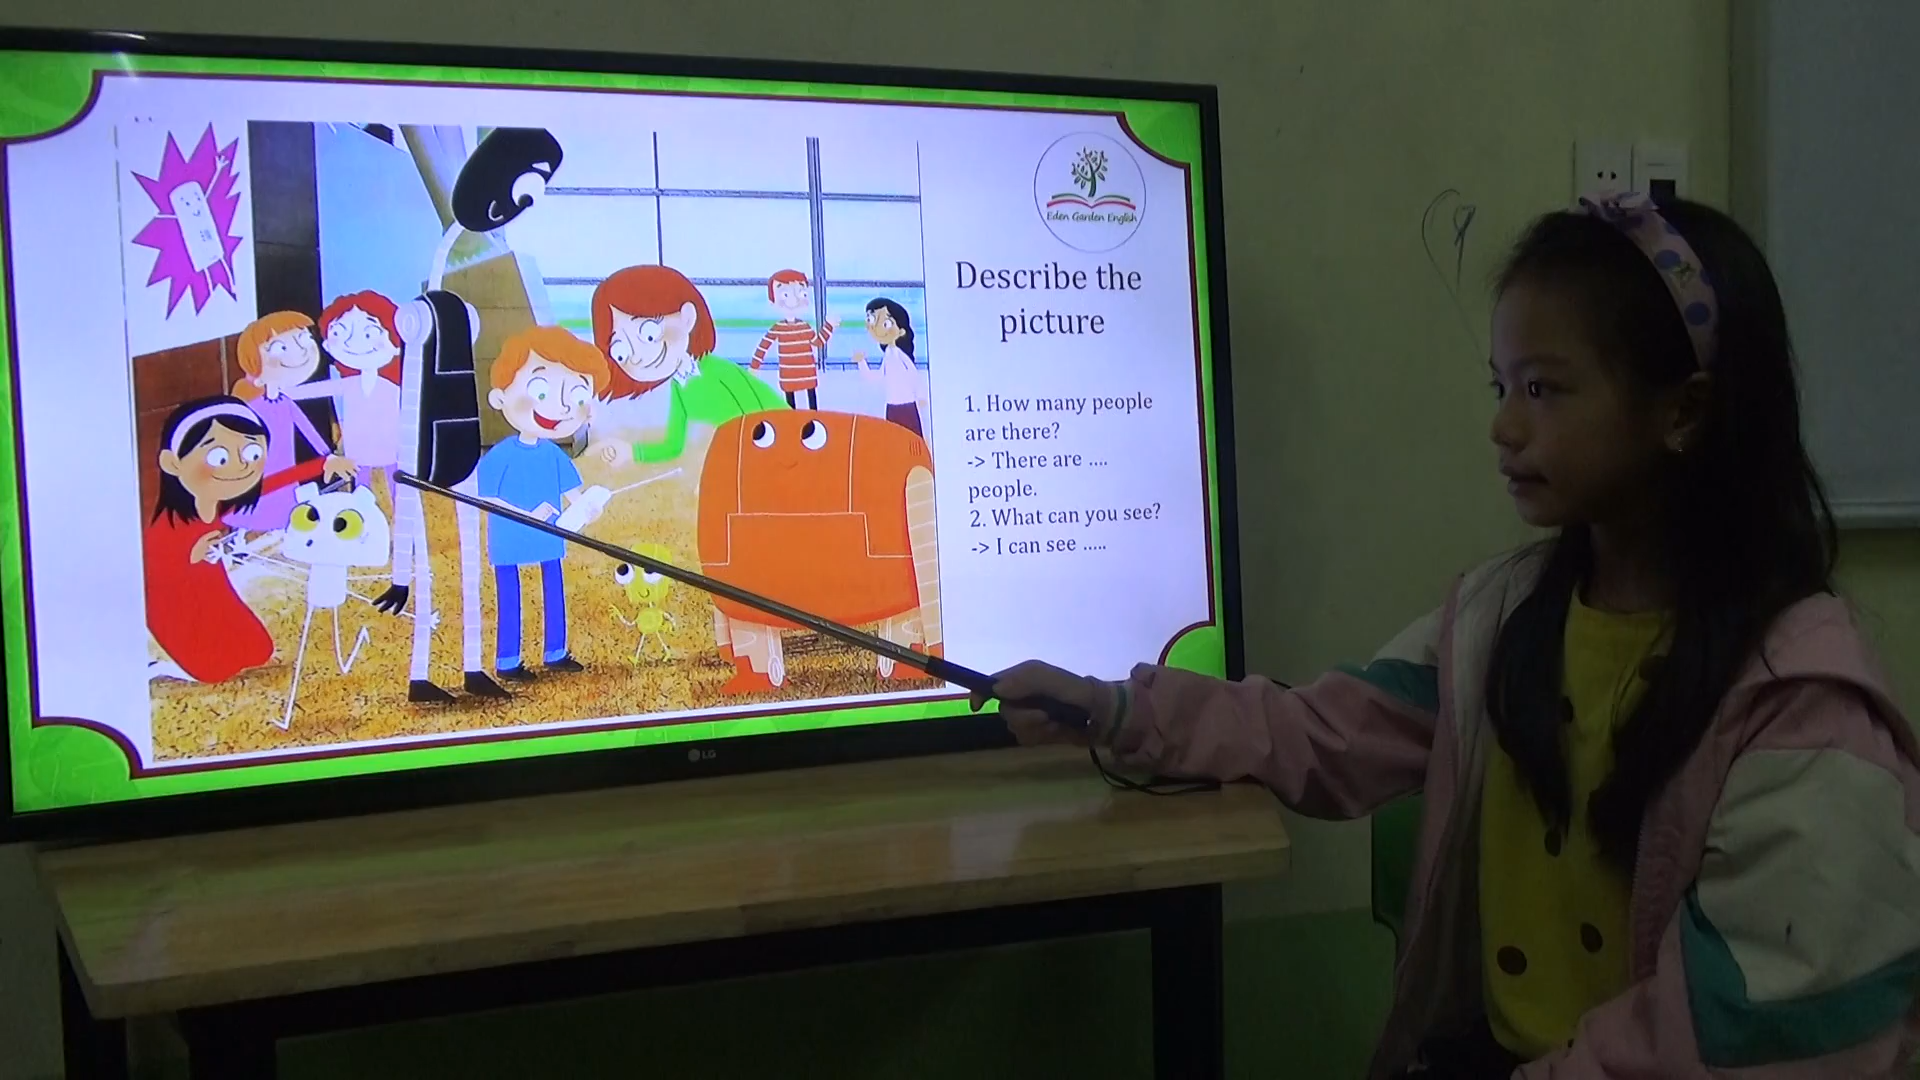 Eden Garden English
Describe the
picture
1. How many people
are there?
-> There are ....
people.
2. What can you see?
-> I can see .....
LG